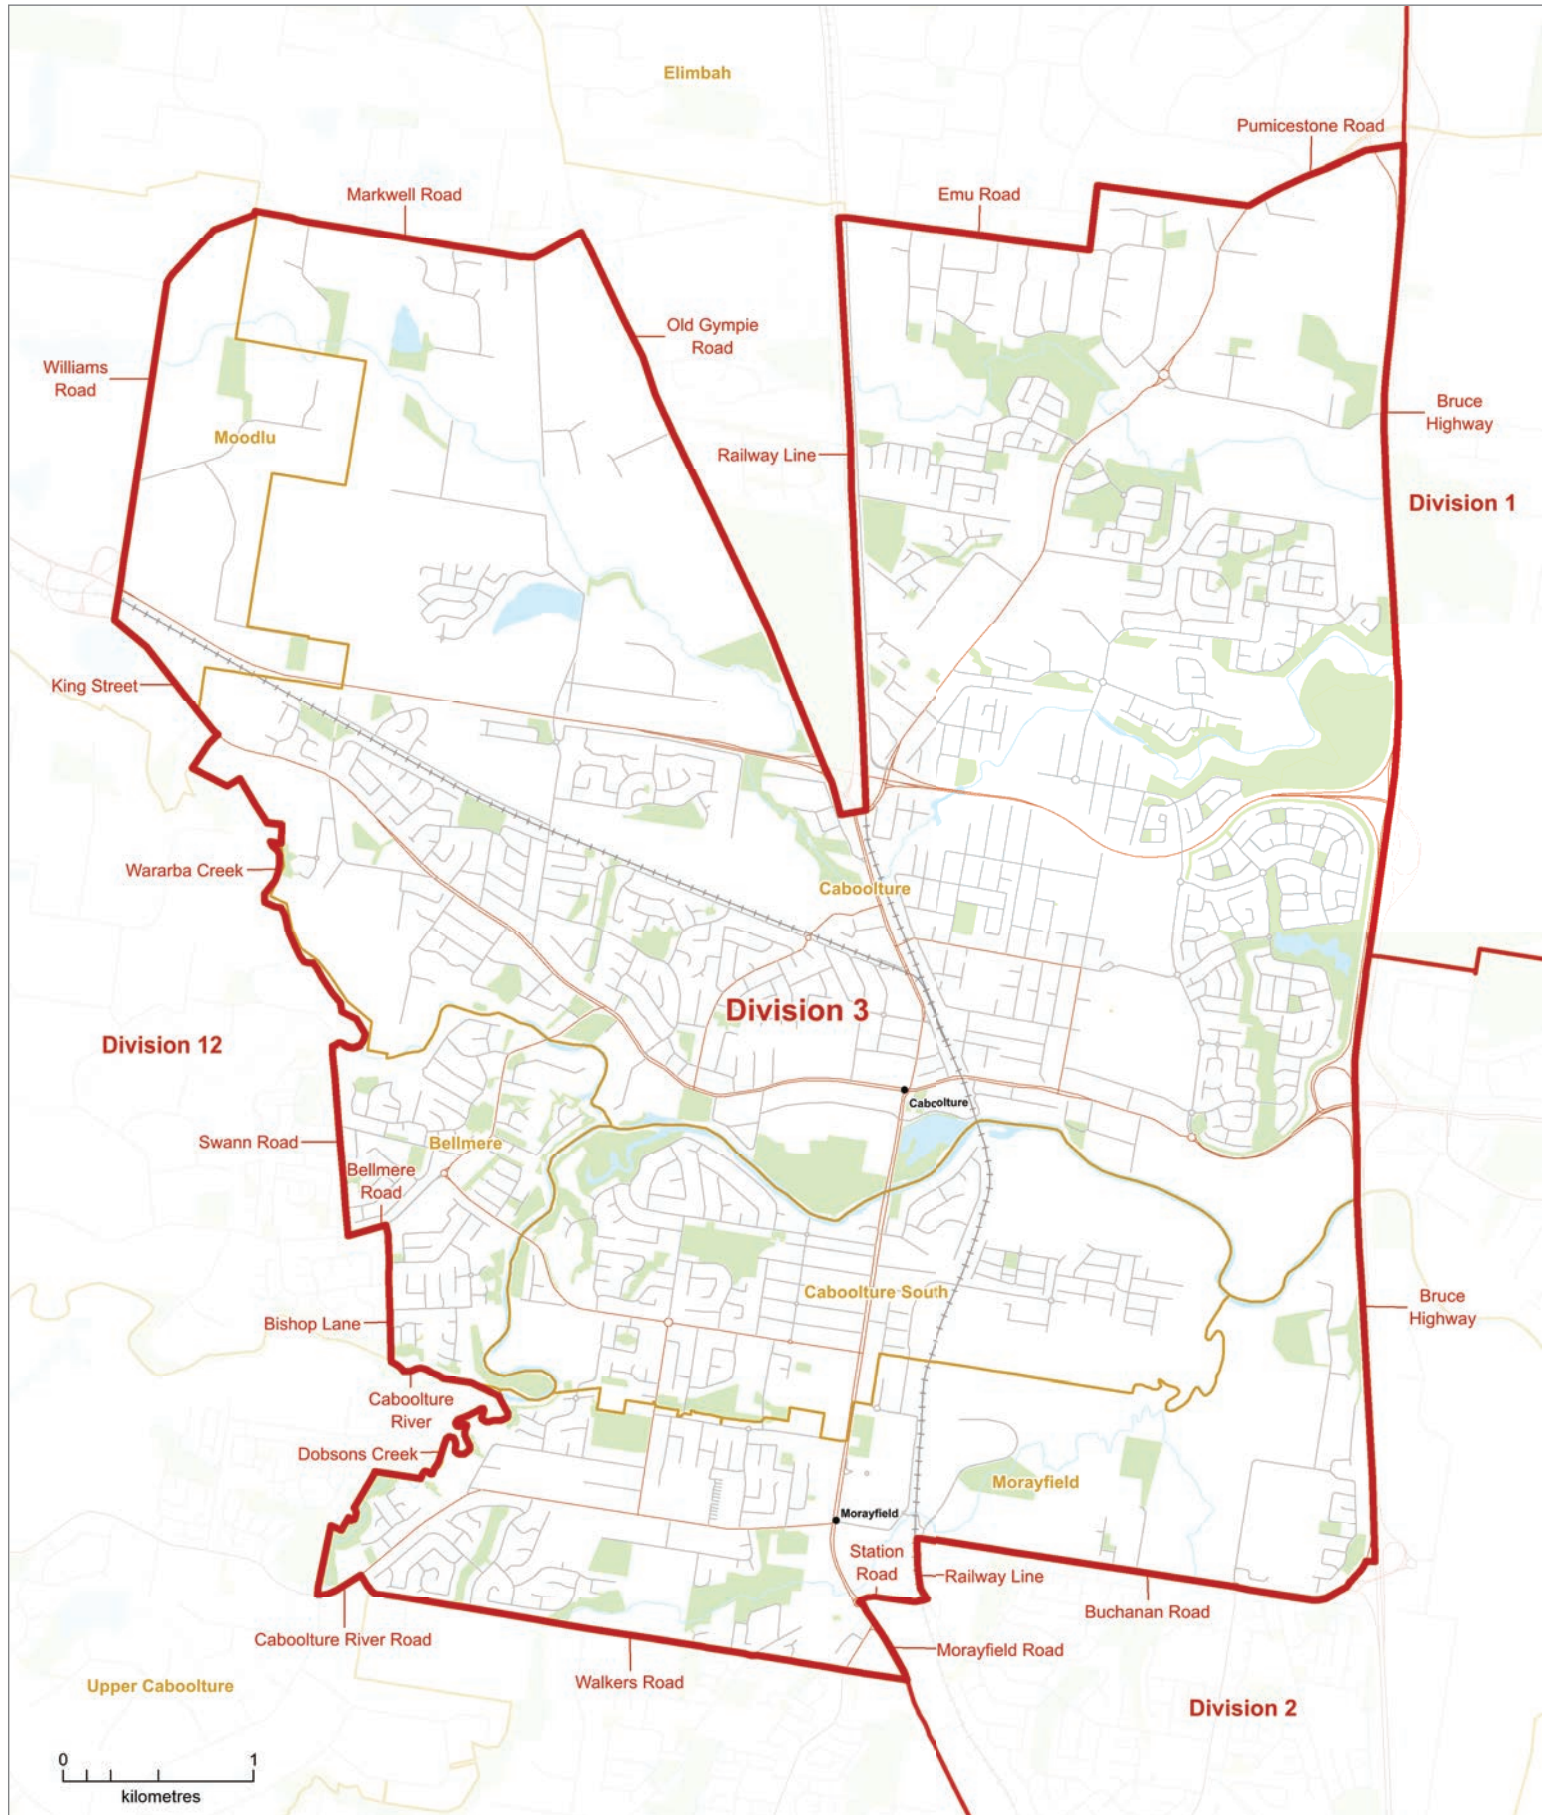 Elimbah
Pumicestone Road
Markwell Road
Emu Road
Old Gympie
Road
Williams
Road
Bruce
Highway
Moodlu
Railway Line
Division 1
King Street
Wararba Creek
Caboolture
Division 3
Division 12
Caboolture
Swann Road
Bellmere
Bellmere
Road
Caboolture South
Bishop Lane
Bruce
Highway
Caboolture
River
Dobsons Creek
Morayfield
Morayfield
Station
Road
Railway Line
Buchanan Road
Caboolture River Road
Morayfield Road
Walkers Road
Upper Caboolture
Division 2
0 1
kilometres